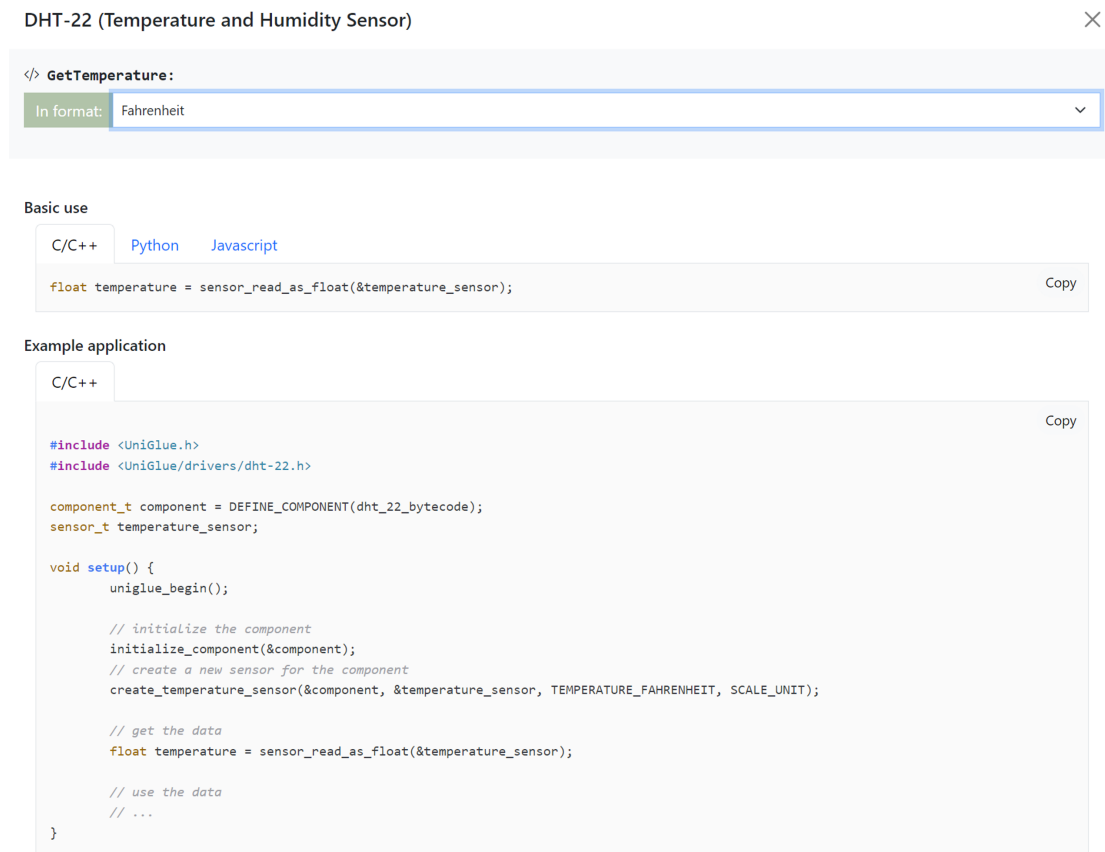 DHT-22 (Temperature and Humidity Sensor)
</> GetTemperature:
In format: Fahrenheit
Basic use
C/C++ Python Javascript
float temperature = sensor_read_as_float(&temperature_sensor);
Copy
Example application
C/C++
Copy
#include <UniGlue.h>
#include <UniGlue/drivers/dht-22.h>
component_t component = DEFINE_COMPONENT(dht_22_bytecode);
sensor_t temperature_sensor;
void setup() {
uniglue_begin();
// initialize the component
initialize_component(&component);
// create a new sensor for the component
create_temperature_sensor(&component, &temperature_sensor, TEMPERATURE_FAHRENHEIT, SCALE_UNIT);
// get the data
float temperature = sensor_read_as_float(&temperature_sensor);
// use the data
// ...
}